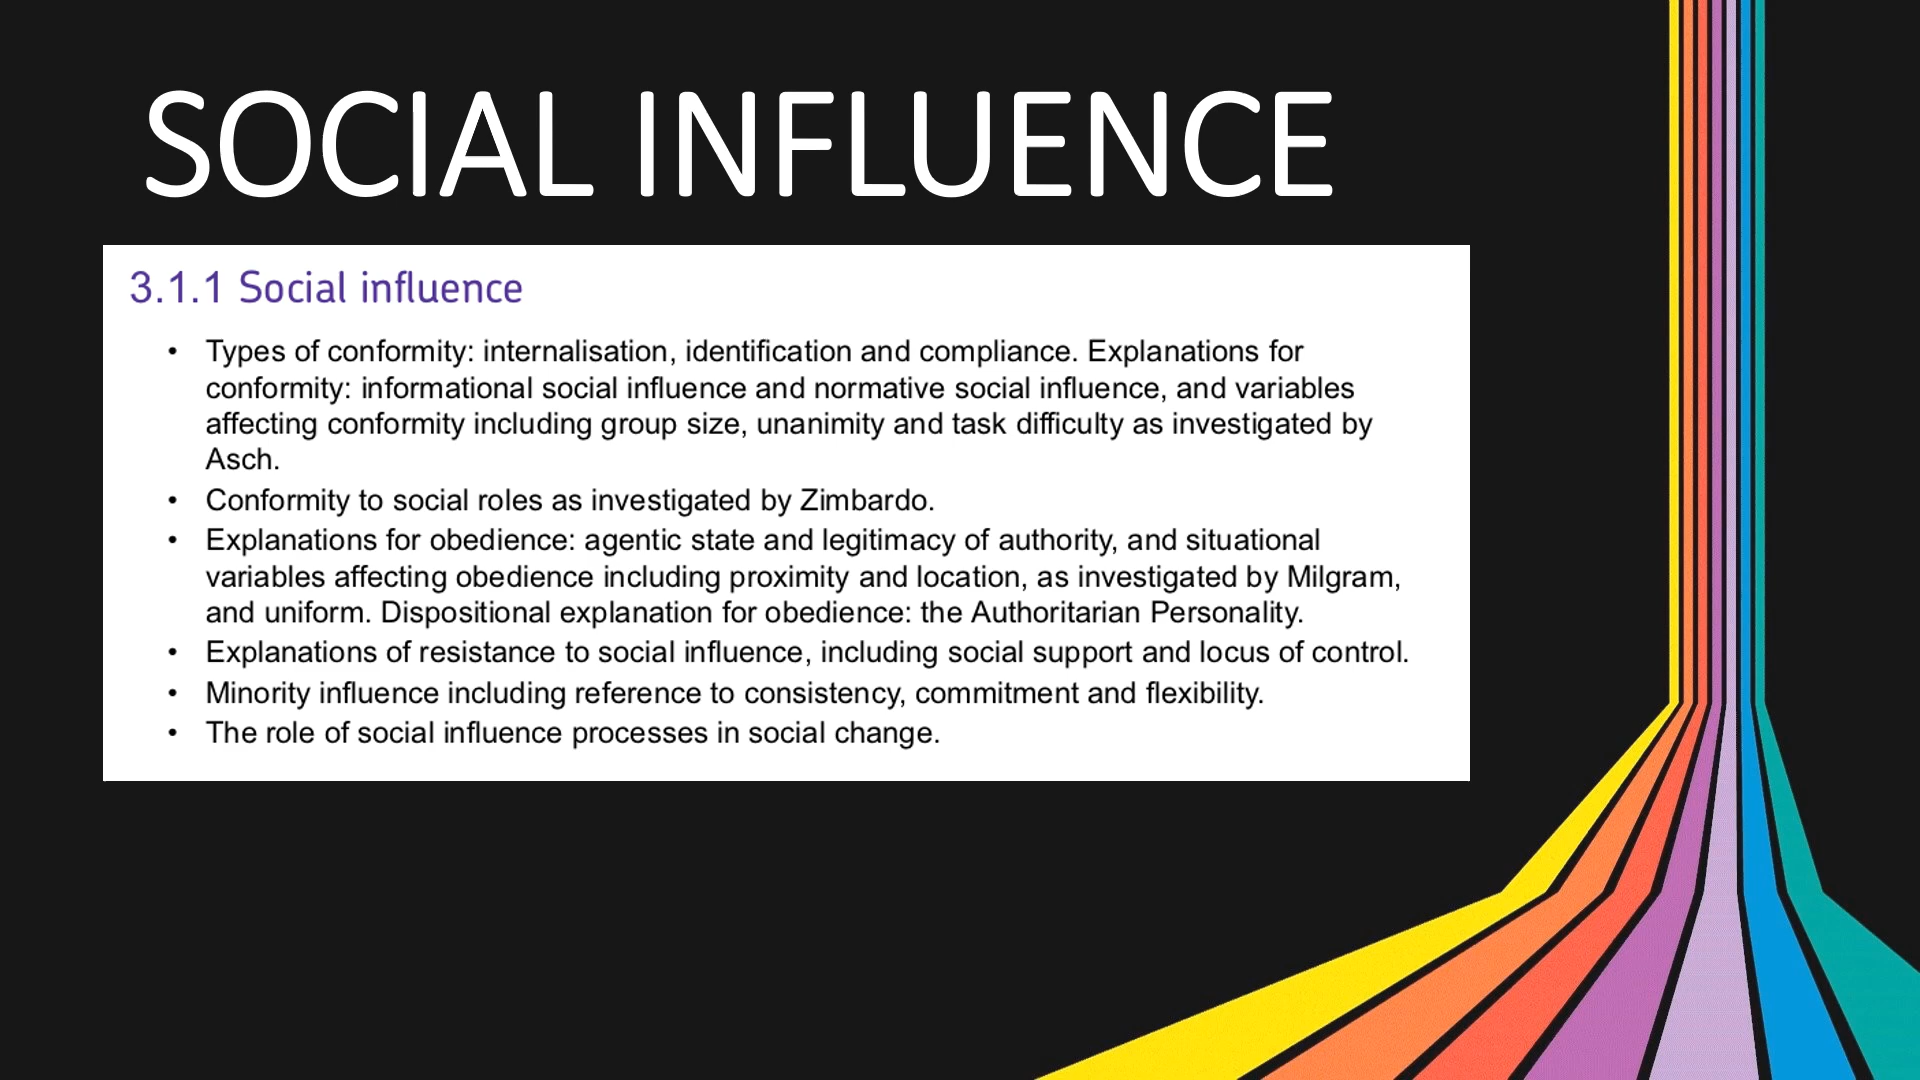 SOCIAL INFLUENCE
3.1.1 Social influence
• Types of conformity: internalisation, identification and compliance. Explanations for
conformity: informational social influence and normative social influence, and variables
affecting conformity including group size, unanimity and task difficulty as investigated by
Asch.
• Conformity to social roles as investigated by Zimbardo.
• Explanations for obedience: agentic state and legitimacy of authority, and situational
variables affecting obedience including proximity and location, as investigated by Milgram,
and uniform. Dispositional explanation for obedience: the Authoritarian Personality.
• Explanations of resistance to social influence, including social support and locus of control.
• Minority influence including reference to consistency, commitment and flexibility.
• The role of social influence processes in social change.